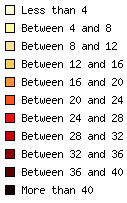 Less than 4
Between 4 and 8
Between 8 and 12
Between 12 and 16
Between 16 and 20
Between 20 and 24
Between 24 and 28
Between 28 and 32
Between 32 and 36
Between 36 and 40
More than 40